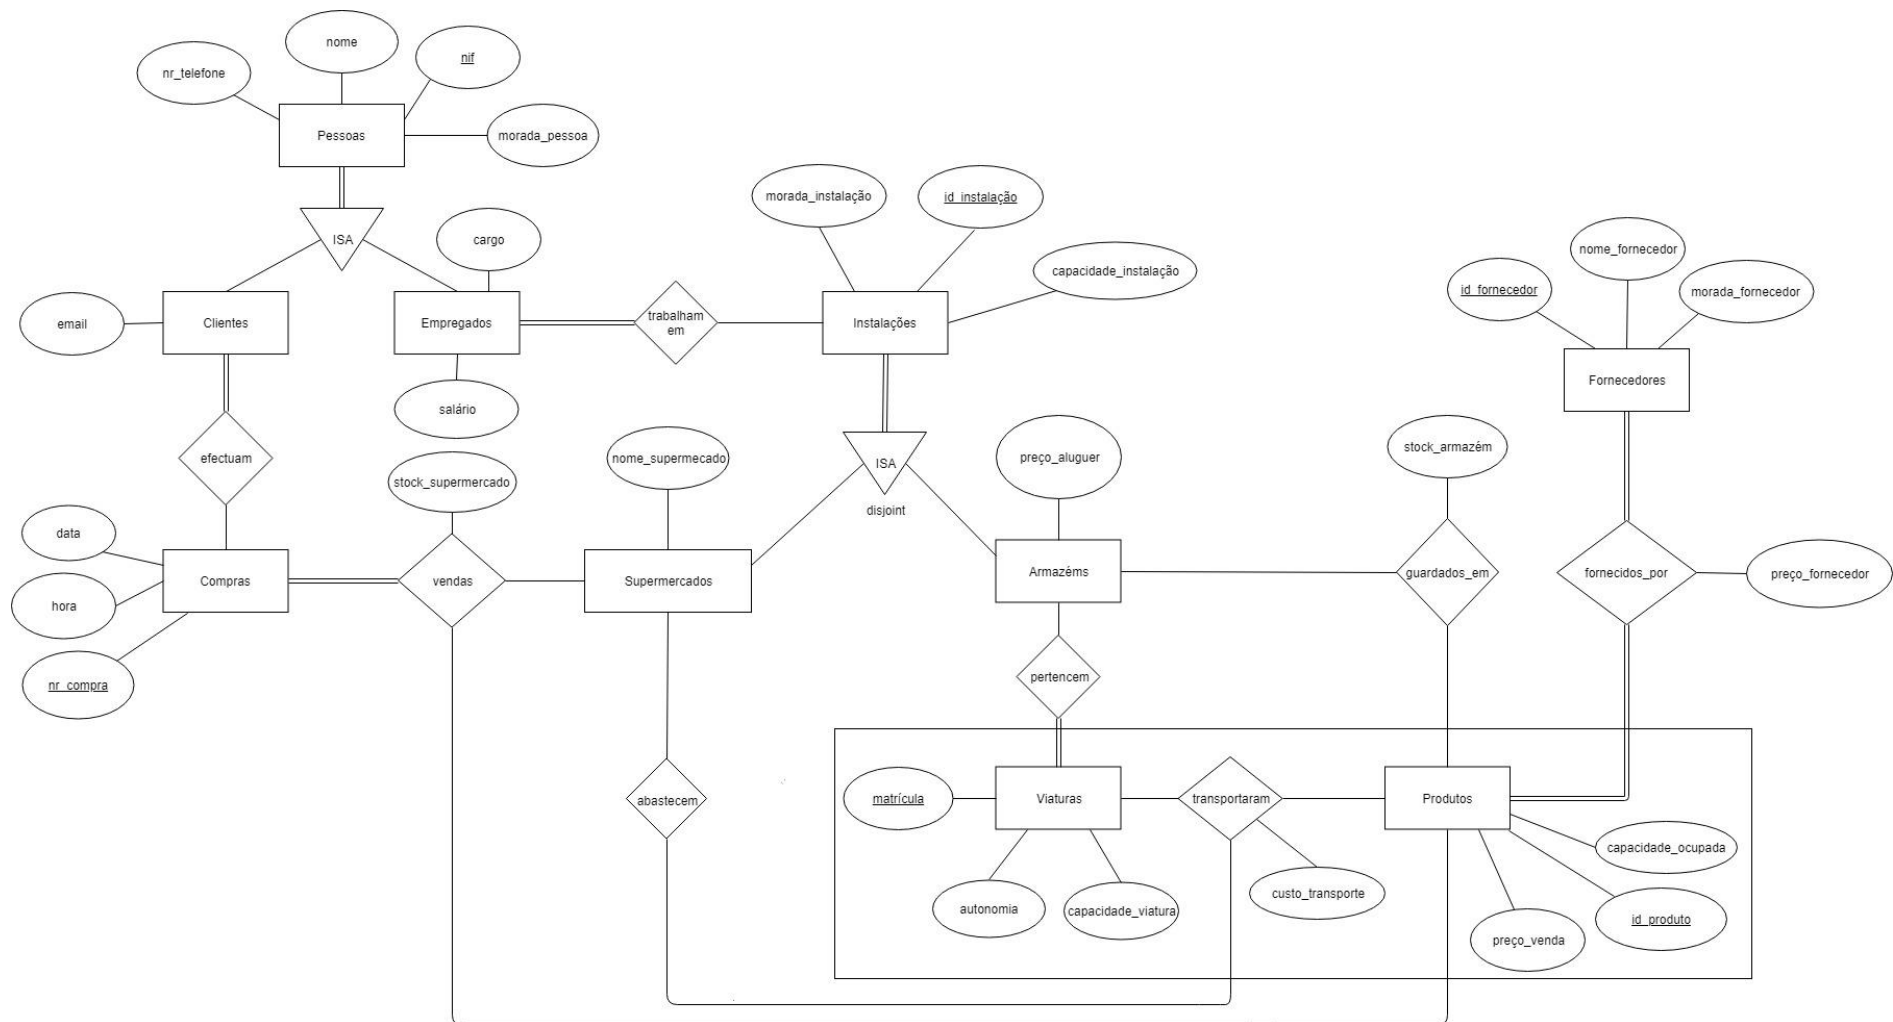 nome
nif
nr_telefone
Pessoas
morada_pessoa
morada_instalação
id_instalação
ISA
cargo
nome_fornecedor
capacidade_instalação
id_fornecedor
morada_fornecedor
email
Clientes
Empregados
trabalham
em
Instalações
Fornecedores
salário
efectuam
nome_supermecado
stock_armazém
preço_aluguer
ISA
stock_supermercado
disjoint
data
Compras
vendas
Supermercados
Armazéms
guardados_em
fornecidos_por
preço_fornecedor
hora
nr_compra
pertencem
abastecem
matrícula
Viaturas
transportaram
Produtos
capacidade_ocupada
custo_transporte
autonomia
capacidade_viatura
id_produto
preço_venda